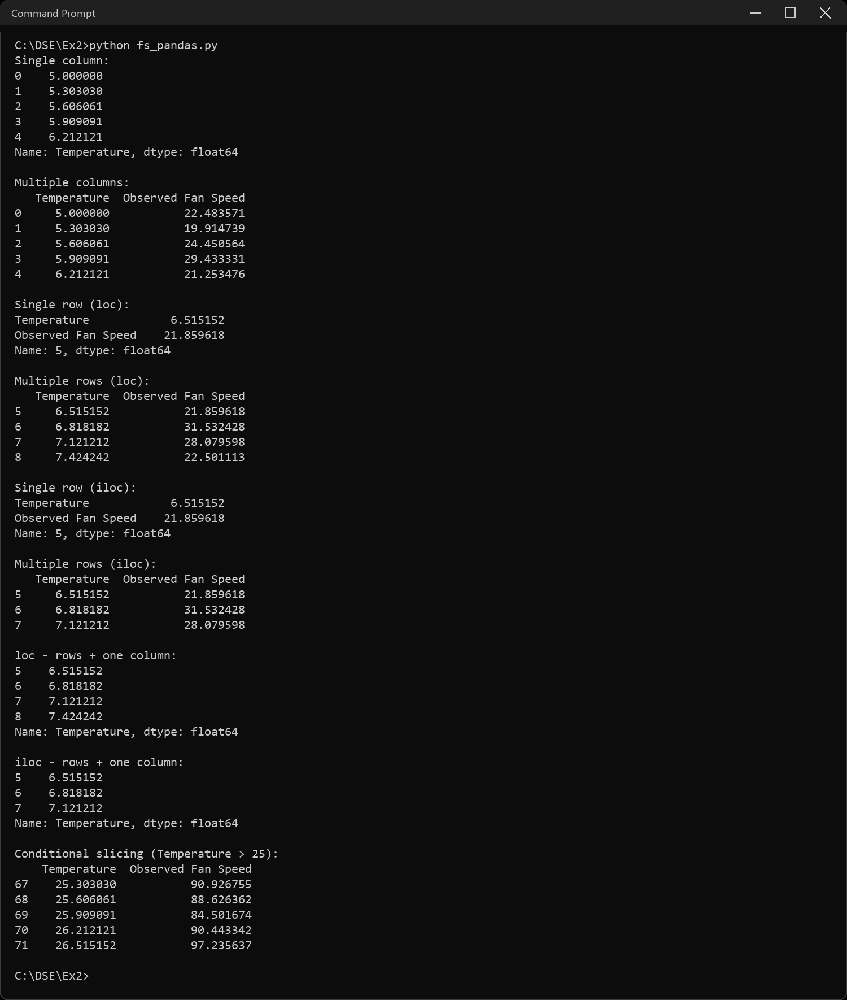 Command Prompt
C:\DSE\Ex2>python fs_pandas.py
Single column:
0    5.000000
1    5.303030
2    5.606061
3    5.909091
4    6.212121
Name: Temperature, dtype: float64

Multiple columns:
   Temperature  Observed Fan Speed
0     5.000000           22.483571
1     5.303030           19.914739
2     5.606061           24.450564
3     5.909091           29.433331
4     6.212121           21.253476

Single row (loc):
Temperature            6.515152
Observed Fan Speed    21.859618
Name: 5, dtype: float64

Multiple rows (loc):
   Temperature  Observed Fan Speed
5     6.515152           21.859618
6     6.818182           31.532428
7     7.121212           28.079598
8     7.424242           22.501113

Single row (iloc):
Temperature            6.515152
Observed Fan Speed    21.859618
Name: 5, dtype: float64

Multiple rows (iloc):
   Temperature  Observed Fan Speed
5     6.515152           21.859618
6     6.818182           31.532428
7     7.121212           28.079598

loc - rows + one column:
5    6.515152
6    6.818182
7    7.121212
8    7.424242
Name: Temperature, dtype: float64

iloc - rows + one column:
5    6.515152
6    6.818182
7    7.121212
Name: Temperature, dtype: float64

Conditional slicing (Temperature > 25):
    Temperature  Observed Fan Speed
67    25.303030           90.926755
68    25.606061           88.626362
69    25.909091           84.501674
70    26.212121           90.443342
71    26.515152           97.235637

C:\DSE\Ex2>